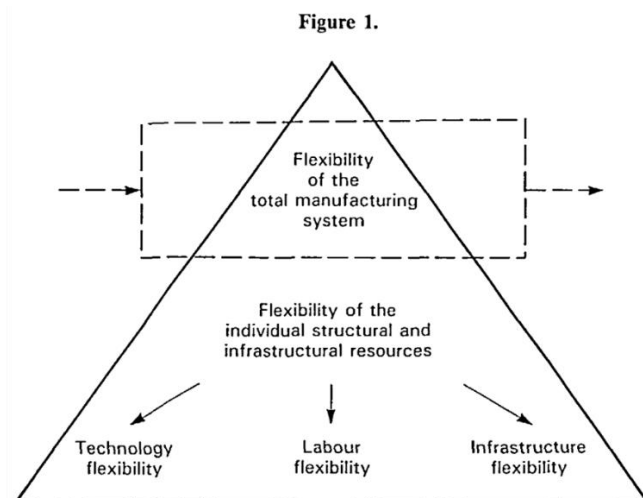 Figure 1.
Flexibility
of the
total manufacturing
system
Flexibility of the
individual structural and
infrastructural resources
Technology
flexibility
Labour
flexibility
Infrastructure
flexibility